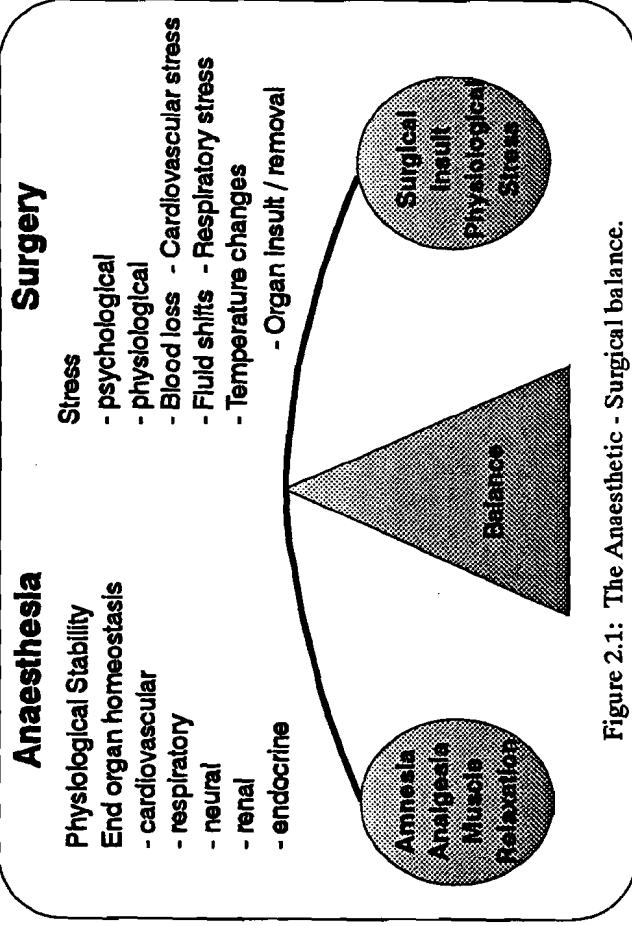 Anaesthesia
Surgery
Physiological Stability
End organ homeostasis
- cardiovascular
- respiratory
- neural
- renal
- endocrine
Stress
- psychological
- physiological
- Blood loss - Cardiovascular stress
- Fluid shifts - Respiratory stress
- Temperature changes
- Organ insult / removal
Amnesia
Analgesia
Muscle
Relaxation
Balance
Surgical
Insult
Physiological
Stress
Figure 2.1: The Anaesthetic - Surgical balance.